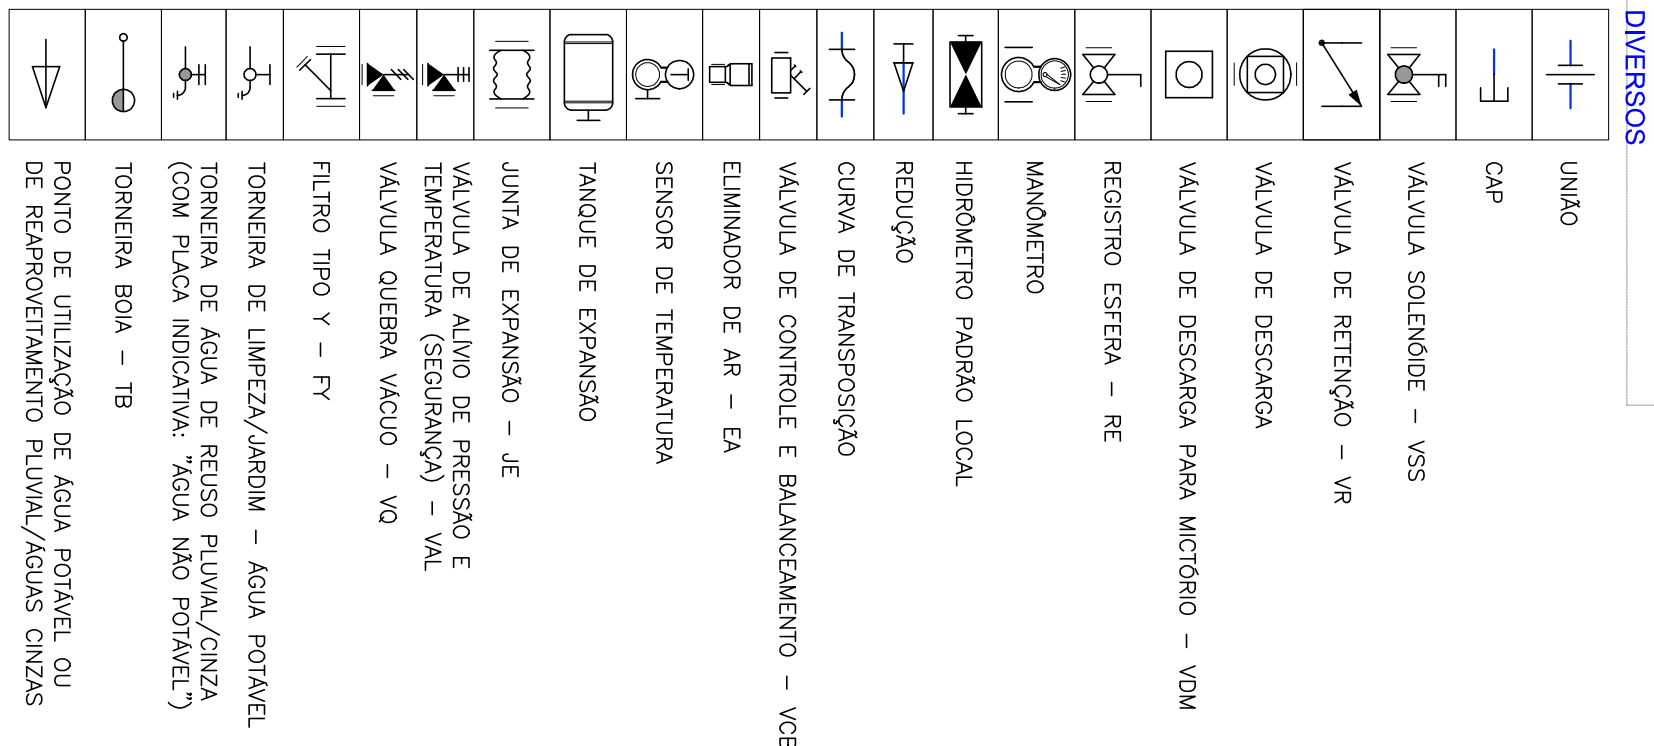 DIVERSOS
UNIÃO
CAP
VÁLVULA SOLENÓIDE – VSS
VÁLVULA DE RETENÇÃO – VR
VÁLVULA DE DESCARGA
VÁLVULA DE DESCARGA PARA MICTÓRIO – VDM
REGISTRO ESFERA – RE
MANÔMETRO
HIDRÔMETRO PADRÃO LOCAL
REDUÇÃO
CURVA DE TRANSPOSIÇÃO
VÁLVULA DE CONTROLE E BALANCEAMENTO – VCB
ELIMINADOR DE AR – EA
SENSOR DE TEMPERATURA
TANQUE DE EXPANSÃO
JUNTA DE EXPANSÃO – JE
VÁLVULA DE ALÍVIO DE PRESSÃO E
TEMPERATURA (SEGURANÇA) – VAL
VÁLVULA QUEBRA VÁCUO – VQ
FILTRO TIPO Y – FY
TORNEIRA DE LIMPEZA/JARDIM – ÁGUA POTÁVEL
TORNEIRA DE ÁGUA DE REUSO PLUVIAL/CINZA
(COM PLACA INDICATIVA: "ÁGUA NÃO POTÁVEL")
TORNEIRA BOIA – TB
PONTO DE UTILIZAÇÃO DE ÁGUA POTÁVEL OU
DE REAPROVEITAMENTO PLUVIAL/ÁGUAS CINZAS